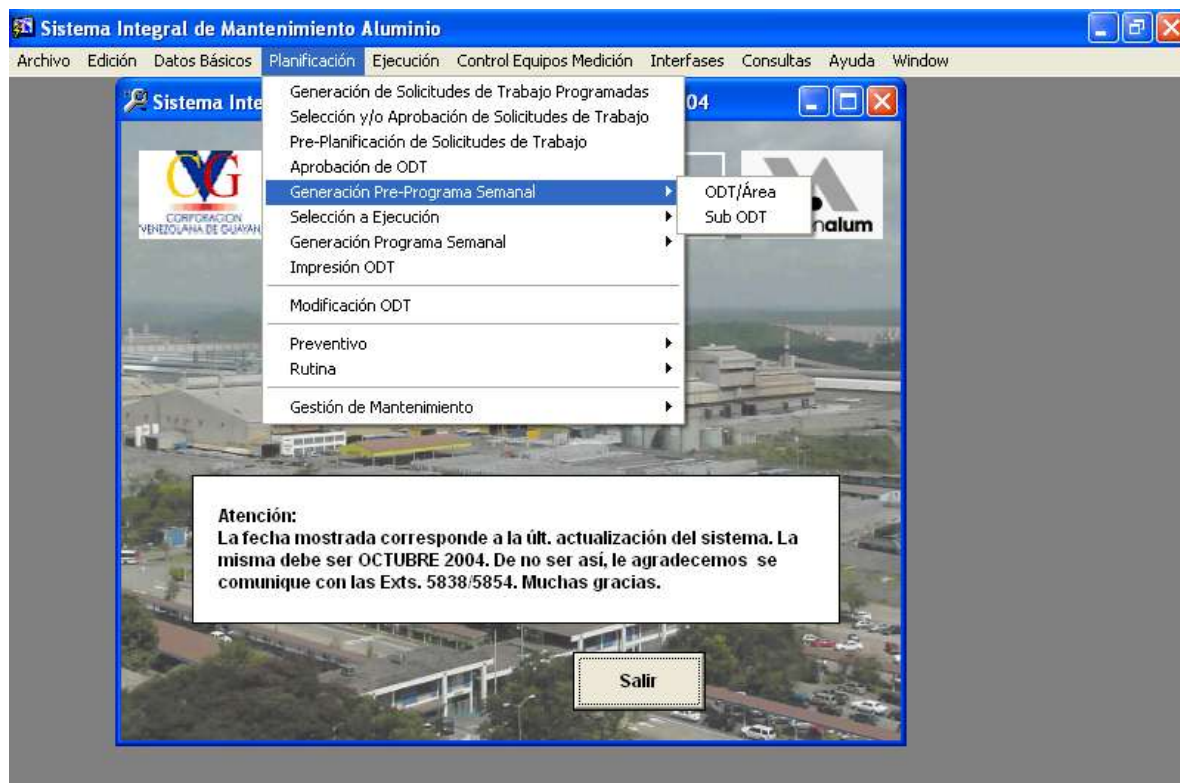 Sistema Integral de Mantenimiento Aluminio
Archivo Edición Datos Básicos Planificación Ejecución Control Equipos Medición Interfases Consultas Ayuda Window
Sistema Inte 04
Generación de Solicitudes de Trabajo Programadas
Selección y/o Aprobación de Solicitudes de Trabajo
Pre-Planificación de Solicitudes de Trabajo
Aprobación de ODT
Generación Pre-Programa Semanal
ODT/Área
Sub ODT
Selección a Ejecución
Generación Programa Semanal
Impresión ODT
Modificación ODT
Preventivo
Rutina
Gestión de Mantenimiento
CVG
CORPORACION
VENEZOLANA DE GUAYAN
nalum
Atención:
La fecha mostrada corresponde a la últ. actualización del sistema. La
misma debe ser OCTUBRE 2004. De no ser así, le agradecemos se
comunique con las Exts. 5838/5854. Muchas gracias.
Salir